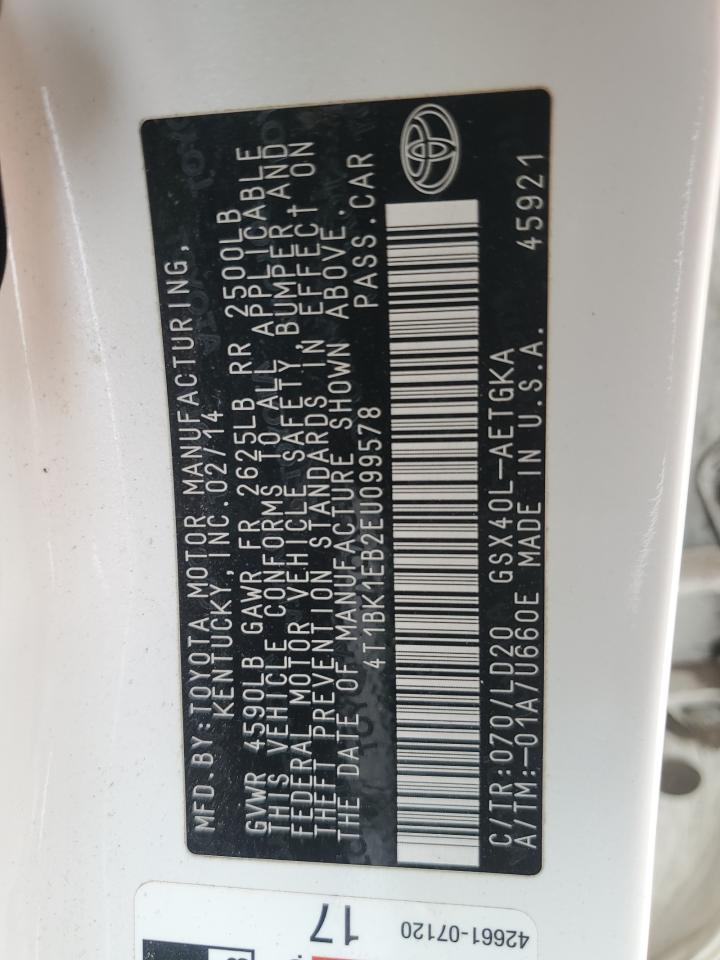 MFD.BY:TOYOTA MOTOR MANUFACTURING,
KENTUCKY, INC.02/14
GVWR 4590LB GAWR FR 2625LB RR 2500LB
THIS VEHICLE CONFORMS TO ALL APPLICABLE
FEDERAL MOTOR VEHICLE SAFETY,BUMPER AND
THEFT PREVENTION STANDARDS IN EFFECT ON
THE DATE OF MANUFACTURE SHOWN ABOVE.
4T1BK1EB2EU099578 PASS.CAR
C/TR:070/LD20 GSX40L-AETGKA 45921
A/TM:-01A/U660E MADE IN U.S.A.
17
42661-07120